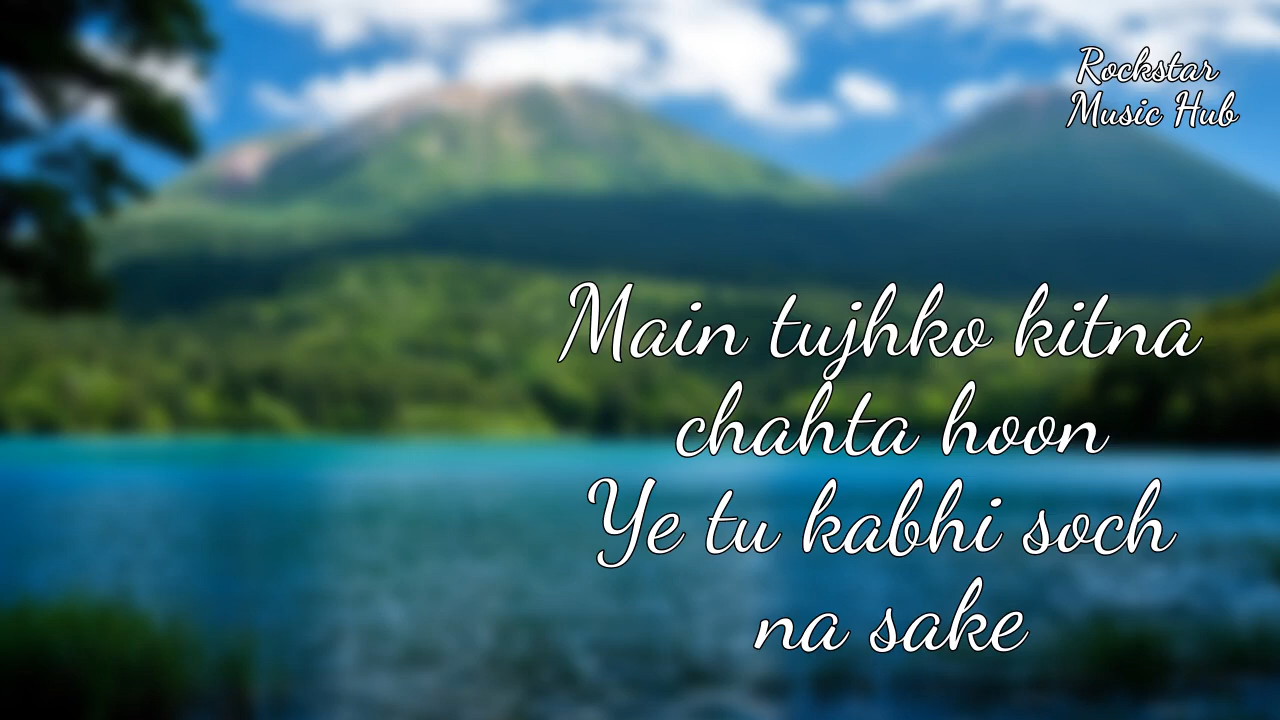 Rockstar
Music Hub
Main tujhko kitna
chahta hoon
Ye tu kabhi soch
na sake